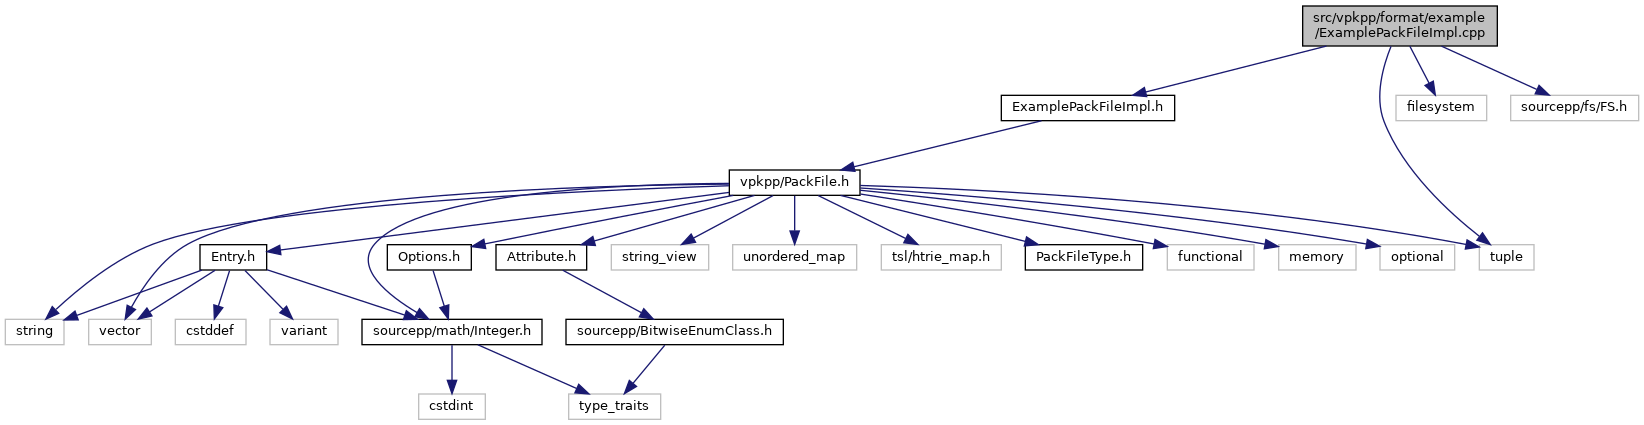 src/vpkpp/format/example
/ExamplePackFileImpl.cpp
ExamplePackFileImpl.h
filesystem
sourcepp/fs/FS.h
vpkpp/PackFile.h
Entry.h
Options.h
Attribute.h
string_view
unordered_map
tsl/htrie_map.h
PackFileType.h
functional
memory
optional
tuple
string
vector
cstddef
variant
sourcepp/math/Integer.h
sourcepp/BitwiseEnumClass.h
cstdint
type_traits